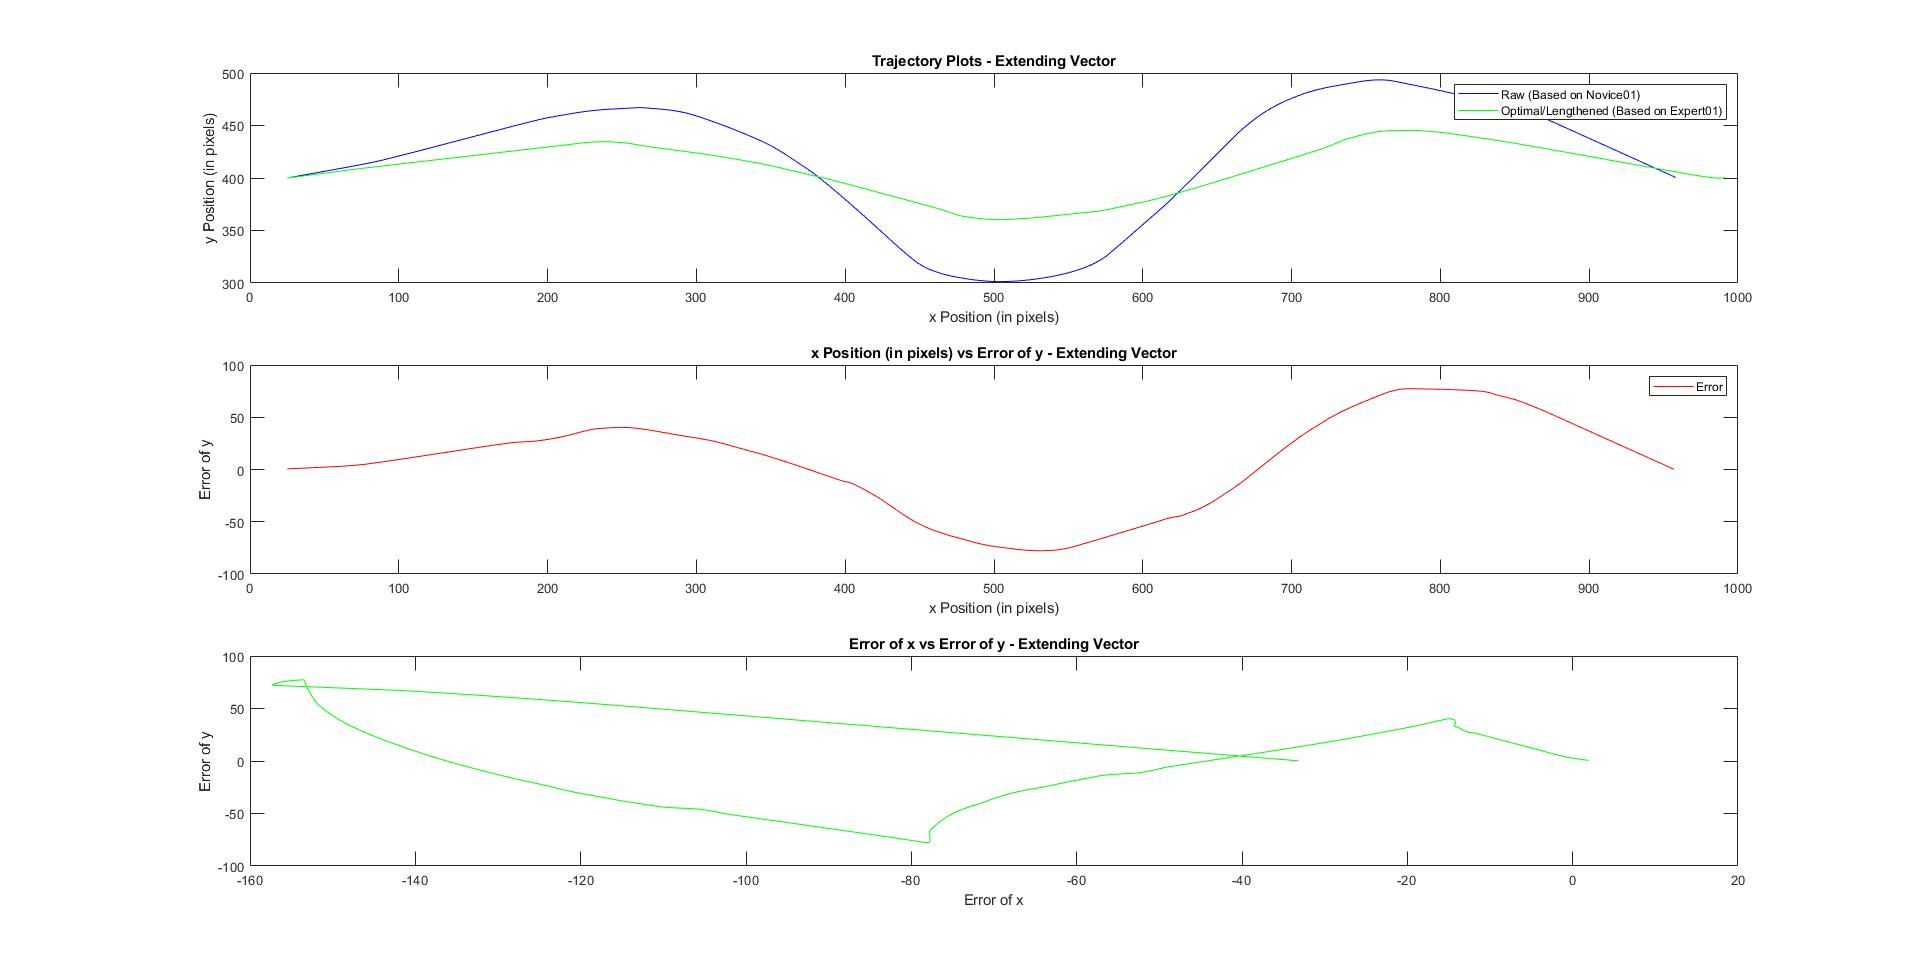 Trajectory Plots - Extending Vector
500
450
400
350
300
y Position (in pixels)
Raw (Based on Novice01)
Optimal/Lengthened (Based on Expert01)
0 100 200 300 400 500 600 700 800 900 1000
x Position (in pixels)
x Position (in pixels) vs Error of y - Extending Vector
100
50
0
-50
-100
Error of y
Error
0 100 200 300 400 500 600 700 800 900 1000
x Position (in pixels)
Error of x vs Error of y - Extending Vector
100
50
0
-50
-100
Error of y
-160 -140 -120 -100 -80 -60 -40 -20 0 20
Error of x